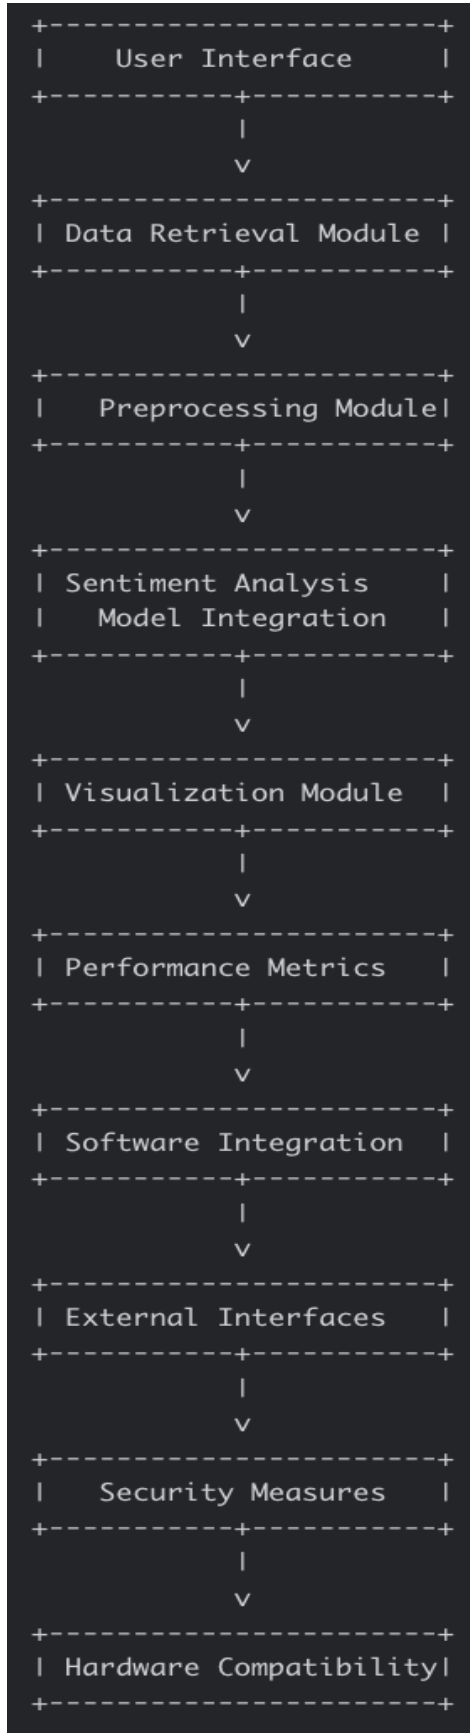 +-----------------------+
|    User Interface     |
+-----------+-----------+
            |
            v
+-----------------------+
| Data Retrieval Module |
+-----------+-----------+
            |
            v
+-----------------------+
|   Preprocessing Module|
+-----------+-----------+
            |
            v
+-----------------------+
| Sentiment Analysis    |
|   Model Integration   |
+-----------+-----------+
            |
            v
+-----------------------+
| Visualization Module  |
+-----------+-----------+
            |
            v
+-----------------------+
| Performance Metrics   |
+-----------+-----------+
            |
            v
+-----------------------+
| Software Integration  |
+-----------+-----------+
            |
            v
+-----------------------+
| External Interfaces   |
+-----------+-----------+
            |
            v
+-----------------------+
|   Security Measures   |
+-----------+-----------+
            |
            v
+-----------------------+
| Hardware Compatibility|
+-----------------------+